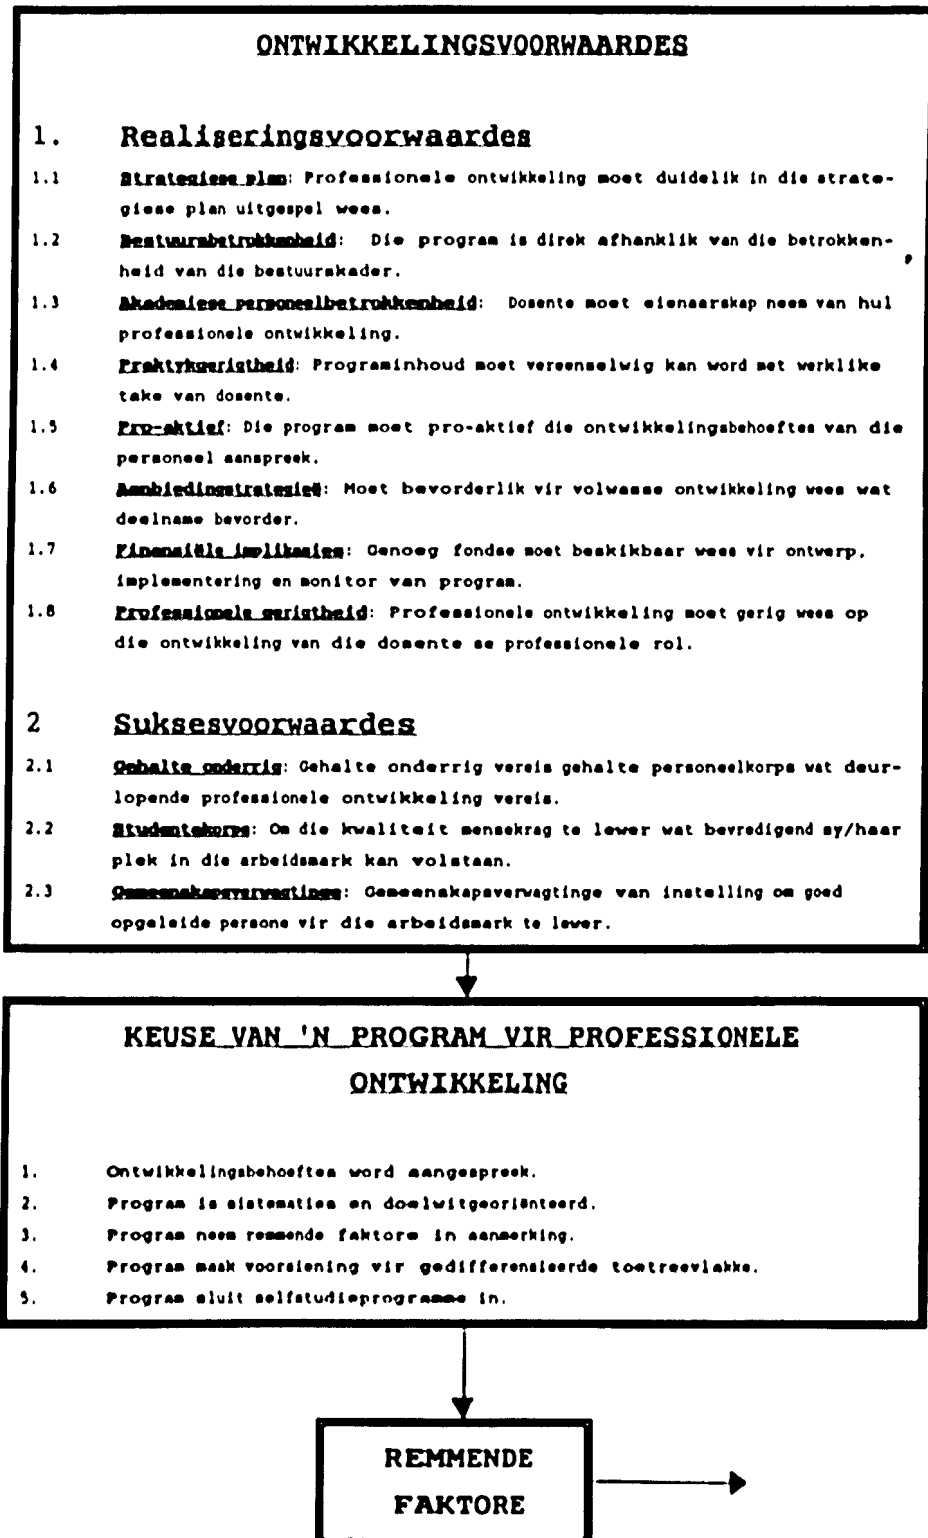 ONTWIKKELINGSVOORWAARDES
1. Realiseringsvoorwaardes
1.1 Strategiese plan: Professionele ontwikkeling moet duidelik in die strate-
giese plan uitgespel wees.
1.2 Bestuursbetrokkenheid: Die program is direk afhanklik van die betrokken-
heid van die bestuurskader.
1.3 Akademiese personeelbetrokkenheid: Dosente moet eienaarskap neem van hul
professionele ontwikkeling.
1.4 Praktykgerigtheid: Programinhoud moet vereenselwig kan word met werklike
take van dosente.
1.5 Pro-aktief: Die program moet pro-aktief die ontwikkelingsbehoeftes van die
personeel aanspreek.
1.6 Aanbiedingstrategieë: Moet bevorderlik vir volwasse ontwikkeling wees wat
deelname bevorder.
1.7 Finansiële implikasies: Genoeg fondse moet beskikbaar wees vir ontwerp,
implementering en monitor van program.
1.8 Professionele gerigtheid: Professionele ontwikkeling moet gerig wees op
die ontwikkeling van die dosente se professionele rol.
2 Suksesvoorwaardes
2.1 Gehalte onderrig: Gehalte onderrig vereis gehalte personeelkorps wat deur-
lopende professionele ontwikkeling vereis.
2.2 Studentekorps: Om die kwaliteit mensekrag te lewer wat bevredigend sy/haar
plek in die arbeidsmark kan volstaan.
2.3 Gemeenskapsverwagtinge: Gemeenskapsverwagtinge van instelling om goed
opgeleide persone vir die arbeidsmark te lewer.
KEUSE VAN 'N PROGRAM VIR PROFESSIONELE
ONTWIKKELING
1. Ontwikkelingsbehoeftes word aangespreek.
2. Program is sistematies en doelwitgeoriënteerd.
3. Program neem remmende faktore in aanmerking.
4. Program maak voorsiening vir gedifferensieerde toetreevlakke.
5. Program sluit selfstudieprogramme in.
REMMENDE
FAKTORE